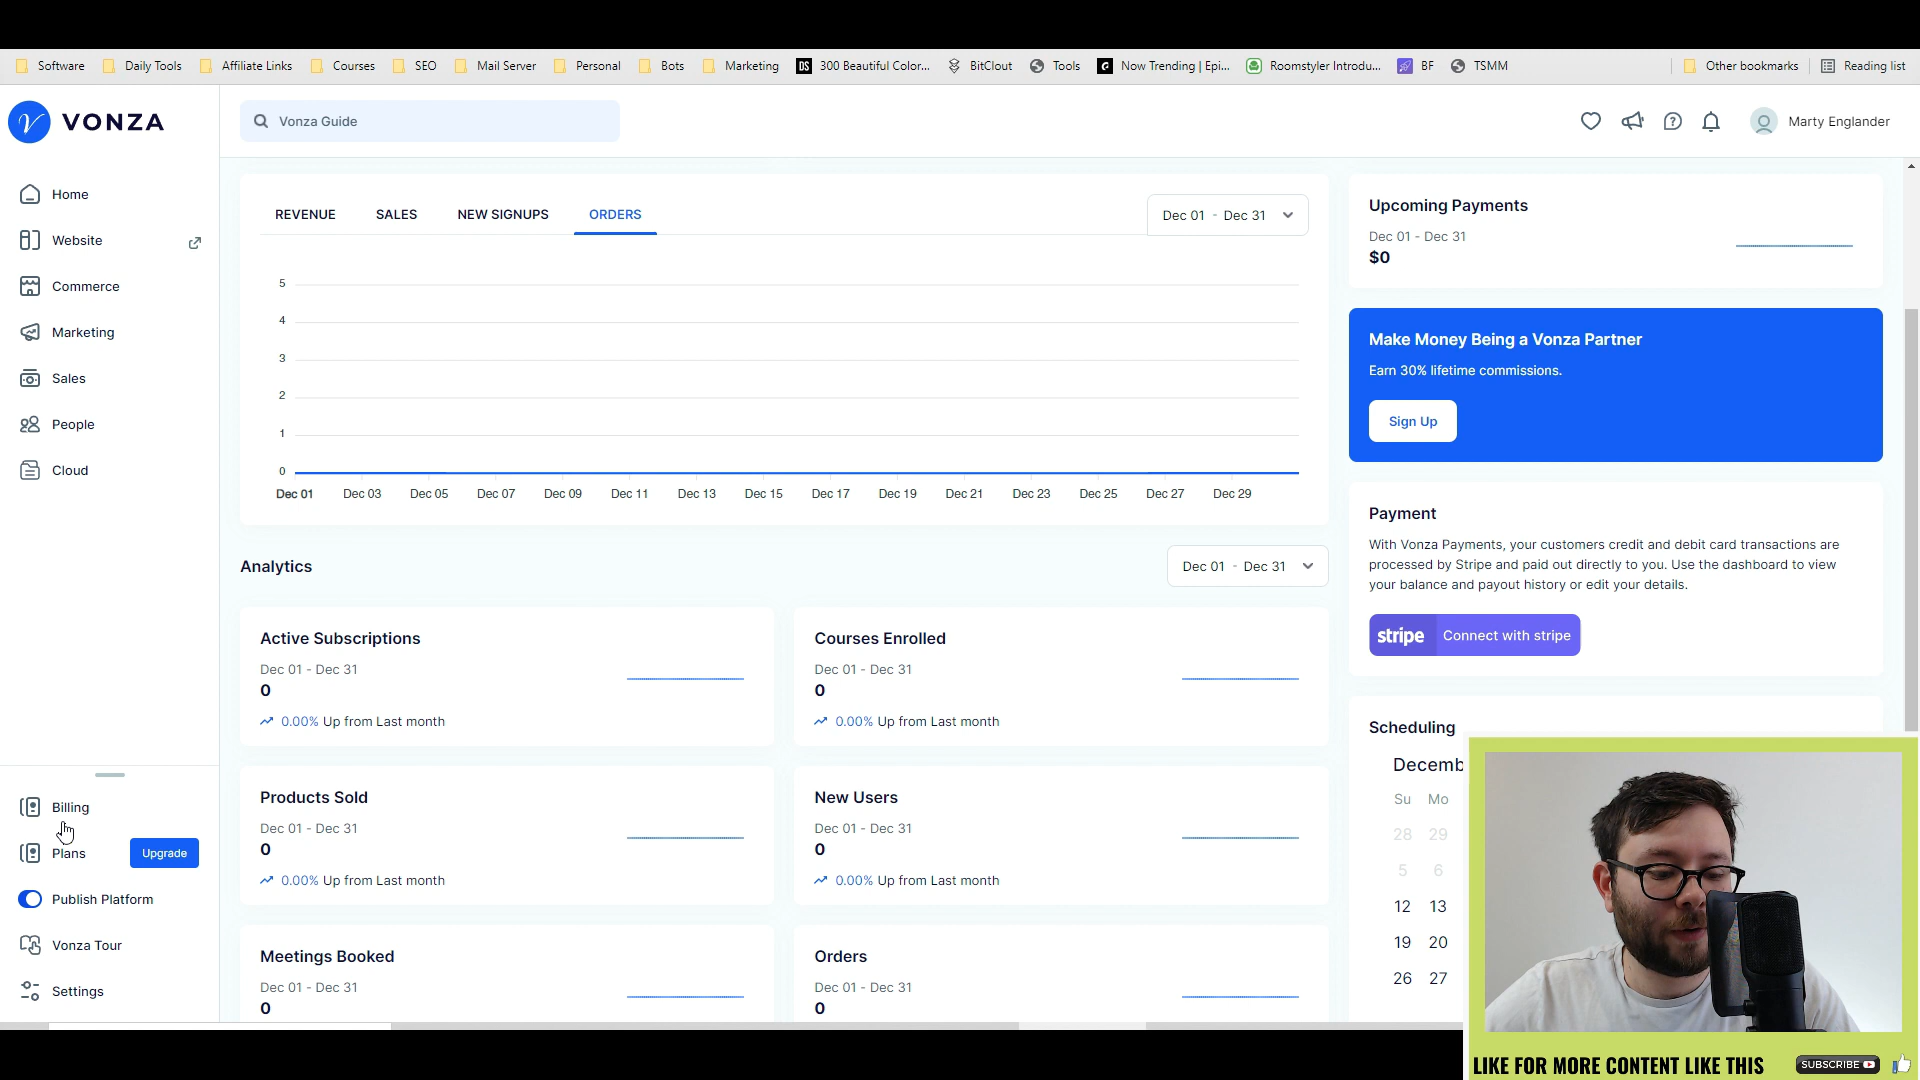 Software
Daily Tools
Affiliate Links
Courses
SEO
Mail Server
Personal
Bots
Marketing
DS
300 Beautiful Color...
BitClout
Tools
Now Trending | Epi...
Roomstyler Introdu...
BF
TSMM
Other bookmarks
Reading list
VONZA
Vonza Guide
Marty Englander
Home
Website
Commerce
Marketing
Sales
People
Cloud
Billing
Plans
Upgrade
Publish Platform
Vonza Tour
Settings
REVENUE
SALES
NEW SIGNUPS
ORDERS
Dec 01 - Dec 31
5
4
3
2
1
0
Dec 01
Dec 03
Dec 05
Dec 07
Dec 09
Dec 11
Dec 13
Dec 15
Dec 17
Dec 19
Dec 21
Dec 23
Dec 25
Dec 27
Dec 29
Analytics
Dec 01 - Dec 31
Active Subscriptions
Dec 01 - Dec 31
0
0.00% Up from Last month
Courses Enrolled
Dec 01 - Dec 31
0
0.00% Up from Last month
Products Sold
Dec 01 - Dec 31
0
0.00% Up from Last month
New Users
Dec 01 - Dec 31
0
0.00% Up from Last month
Meetings Booked
Dec 01 - Dec 31
0
Orders
Dec 01 - Dec 31
0
Upcoming Payments
Dec 01 - Dec 31
$0
Make Money Being a Vonza Partner
Earn 30% lifetime commissions.
Sign Up
Payment
With Vonza Payments, your customers credit and debit card transactions are
processed by Stripe and paid out directly to you. Use the dashboard to view
your balance and payout history or edit your details.
stripe Connect with stripe
Scheduling
Decemb
Su Mo
28 29
5 6
12 13
19 20
26 27
LIKE FOR MORE CONTENT LIKE THIS
SUBSCRIBE